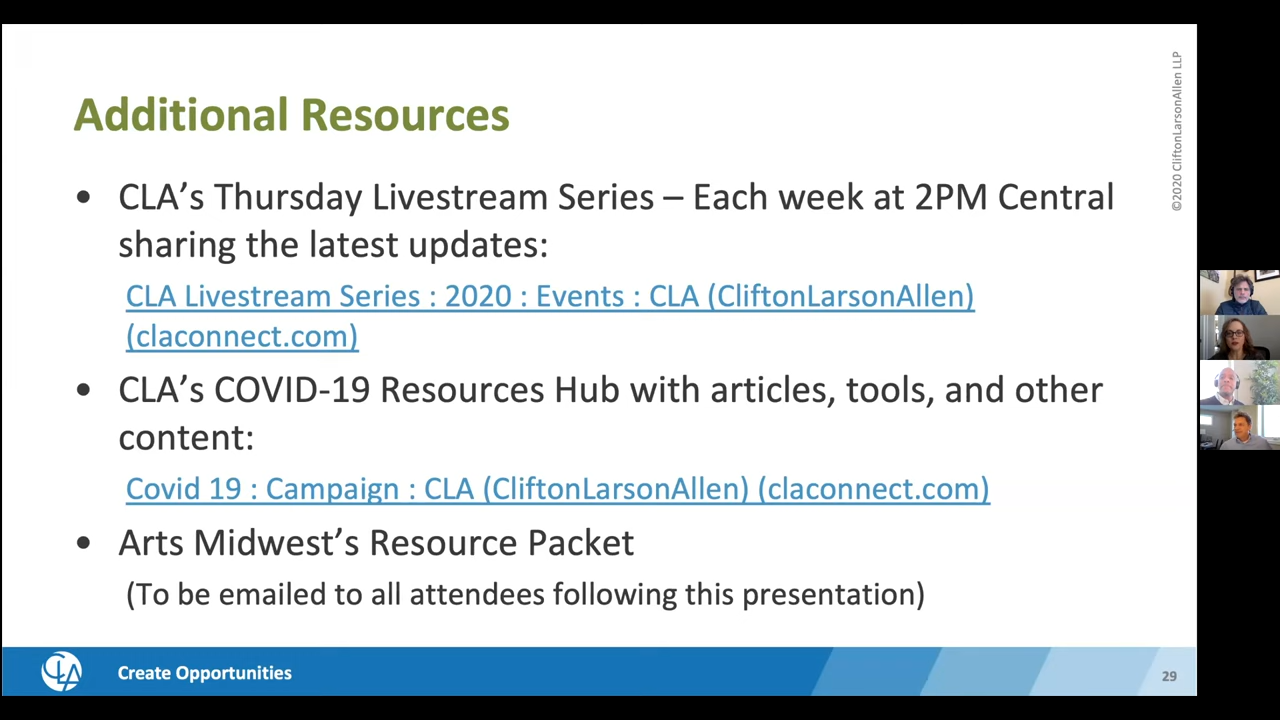 Additional Resources
• CLA’s Thursday Livestream Series – Each week at 2PM Central
sharing the latest updates:
CLA Livestream Series : 2020 : Events : CLA (CliftonLarsonAllen)
(claconnect.com)
• CLA’s COVID-19 Resources Hub with articles, tools, and other
content:
Covid 19 : Campaign : CLA (CliftonLarsonAllen) (claconnect.com)
• Arts Midwest’s Resource Packet
(To be emailed to all attendees following this presentation)
©2020 CliftonLarsonAllen LLP
CLA
Create Opportunities
29